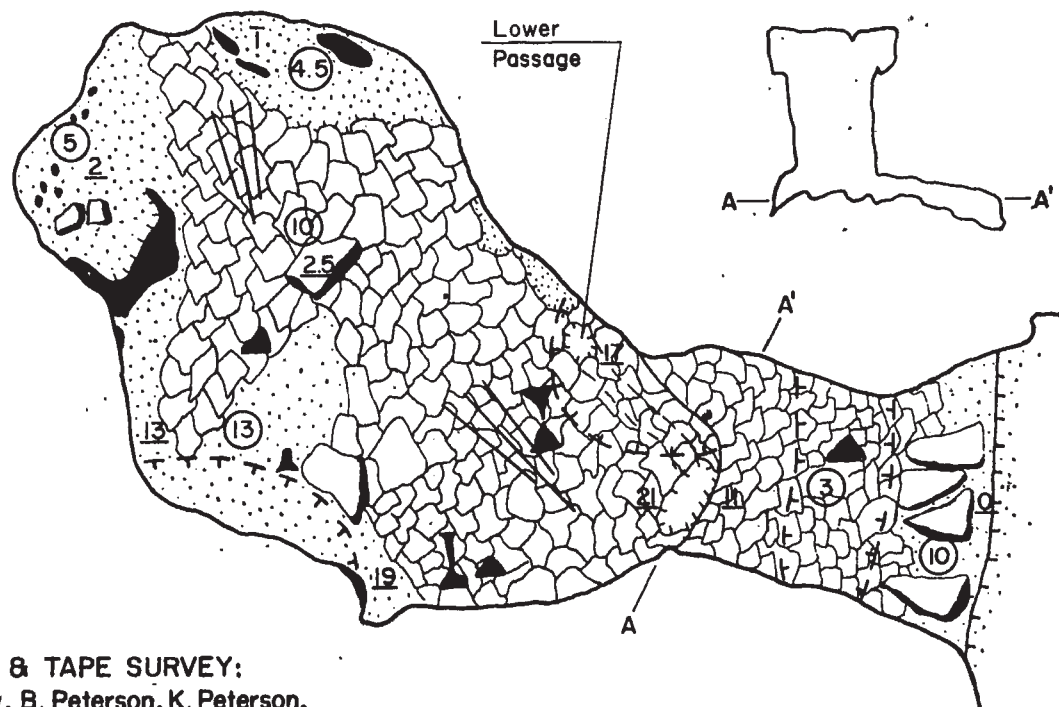 Lower
Passage
1
4.5
5
2
A
A'
10
2.5
A'
17
13
13
3
21
11
0
10
19
A
& TAPE SURVEY:
B. Peterson, K. Peterson,